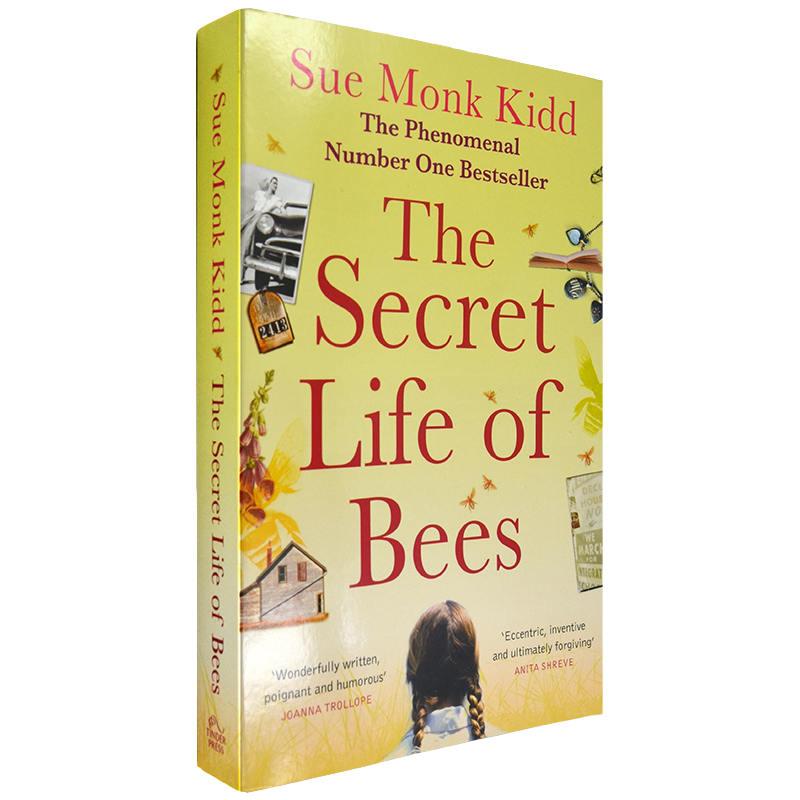 Sue Monk Kidd
The Phenomenal
Number One Bestseller
The
Secret
Life of
Bees
2413
WE
MARCH
FOR
'Wonderfully written,
poignant and humorous'
JOANNA TROLLOPE
'Eccentric, inventive
and ultimately forgiving'
ANITA SHREVE
Sue Monk Kidd The Secret Life of Bees
TINDER
PRESS